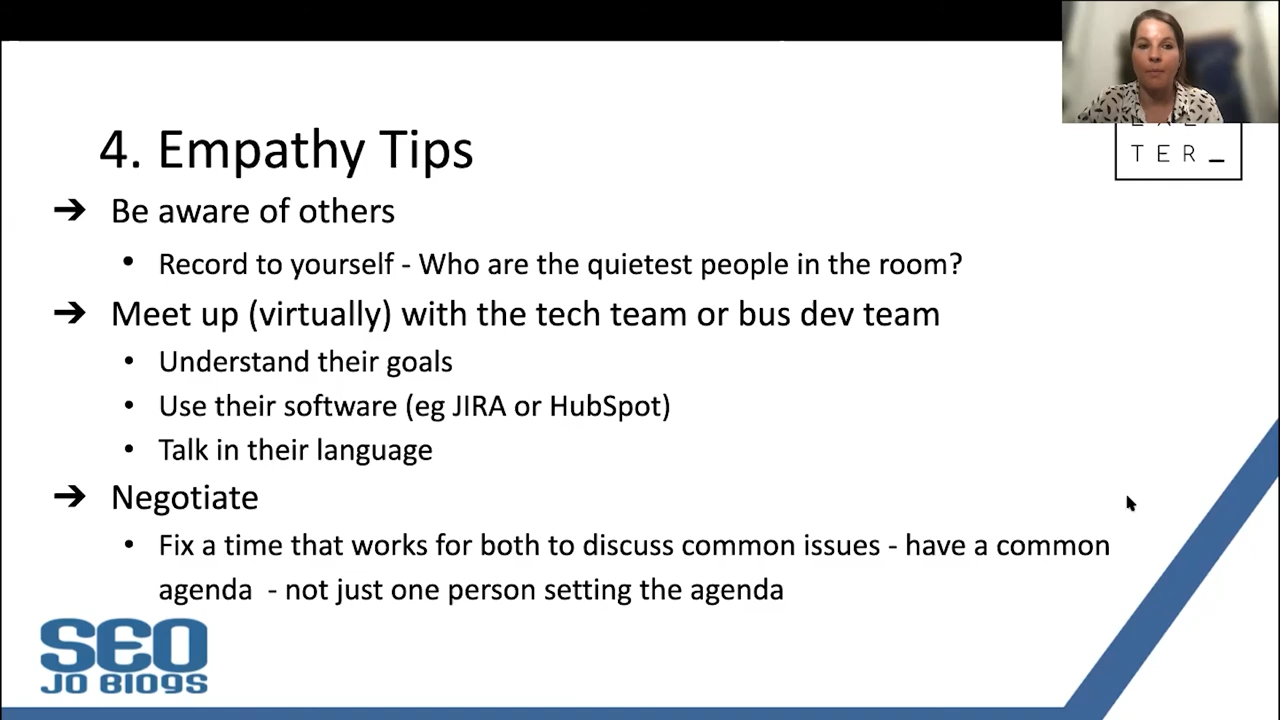 4. Empathy Tips
TER_
➔ Be aware of others
• Record to yourself - Who are the quietest people in the room?
➔ Meet up (virtually) with the tech team or bus dev team
• Understand their goals
• Use their software (eg JIRA or HubSpot)
• Talk in their language
➔ Negotiate
• Fix a time that works for both to discuss common issues - have a common
agenda - not just one person setting the agenda
SEO
JO BlOgS